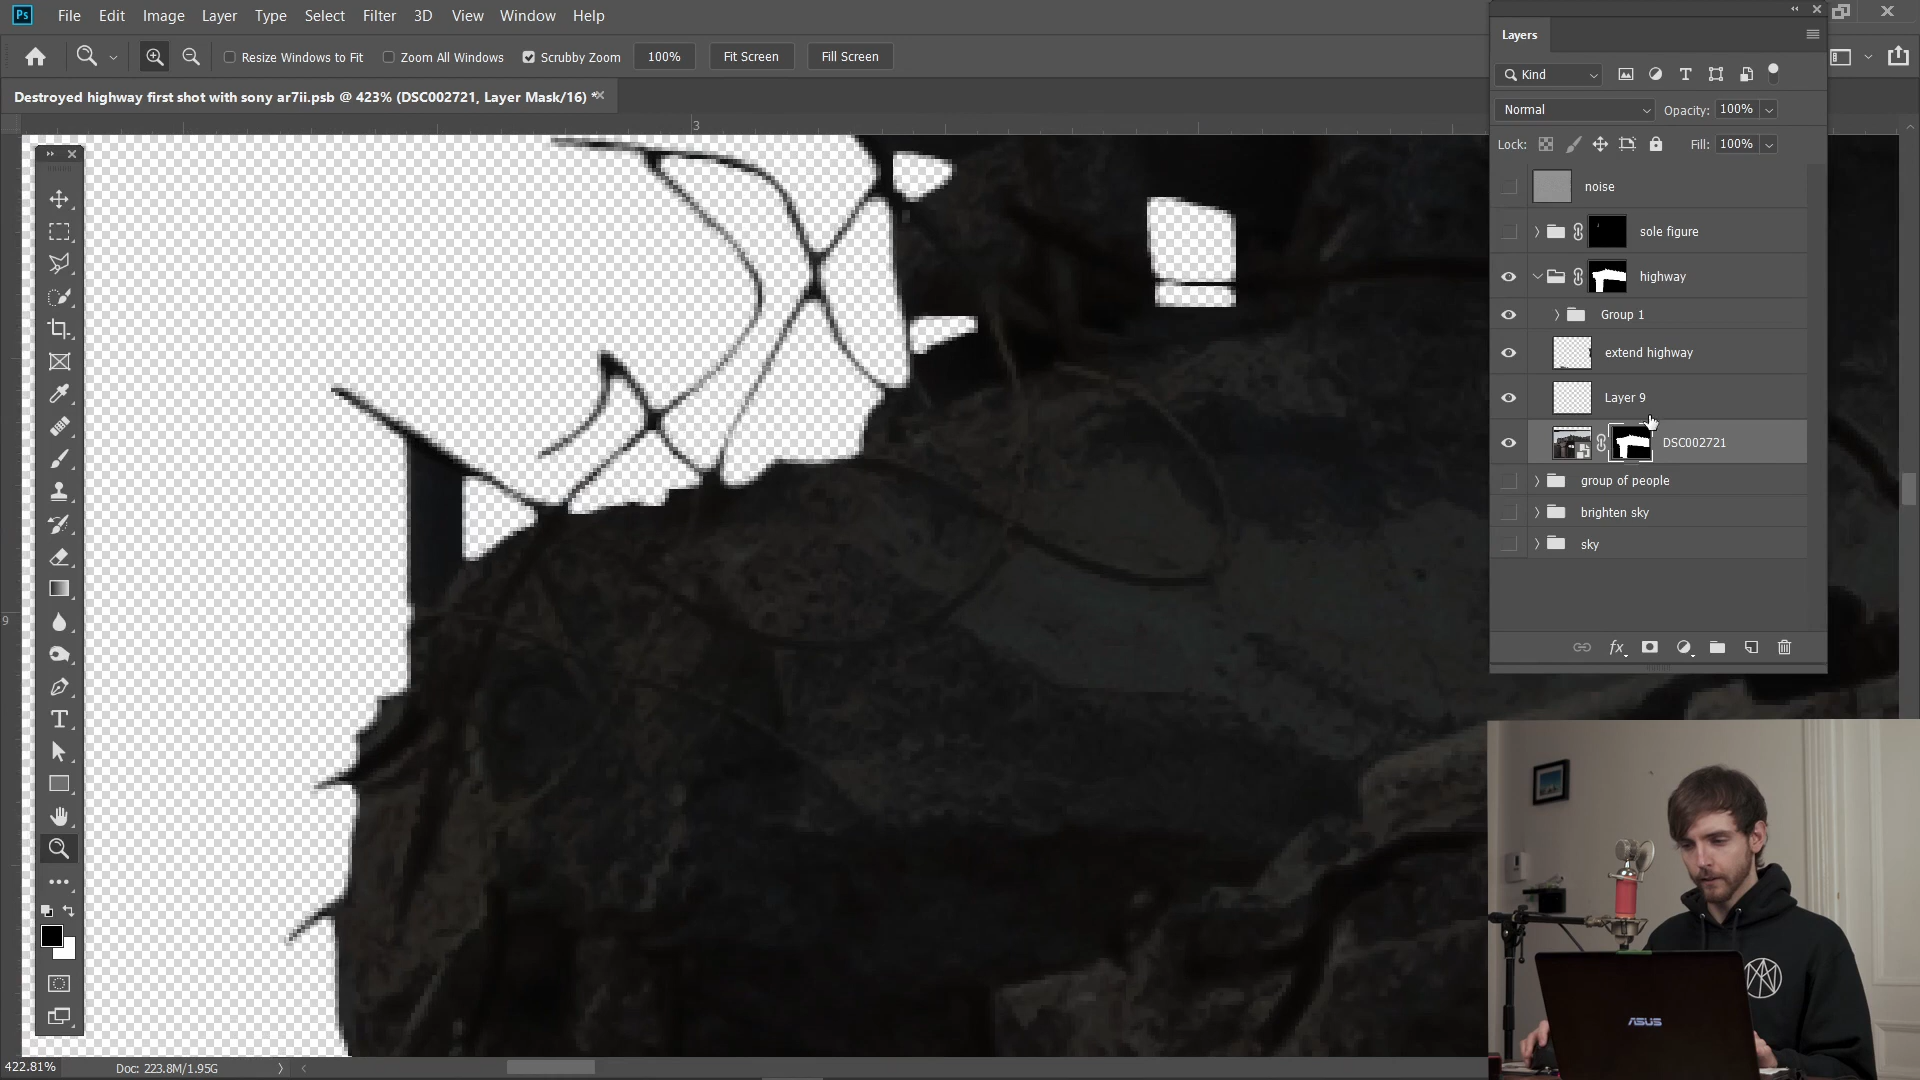 Ps File Edit Image Layer Type Select Filter 3D View Window Help
Resize Windows to Fit Zoom All Windows Scrubby Zoom 100% Fit Screen Fill Screen
Destroyed highway first shot with sony ar7ii.psb @ 423% (DSC002721, Layer Mask/16) *
3
9
Layers
Kind
Normal Opacity: 100%
Lock: Fill: 100%
noise
sole figure
highway
Group 1
extend highway
Layer 9
DSC002721
group of people
brighten sky
sky
fx
ASUS
422.81% Doc: 223.8M/1.95G